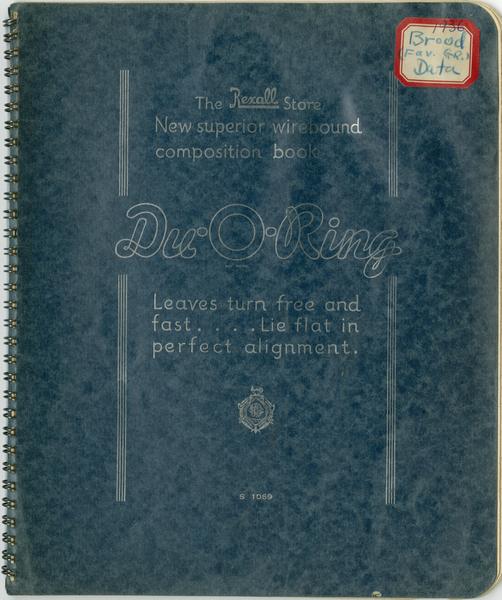 1936
Brood
(Fav. GR.)
Data
The Rexall Store
New superior wirebound
composition book
Du-O-Ring
Leaves turn free and
fast. . . . Lie flat in
perfect alignment.
S 1069